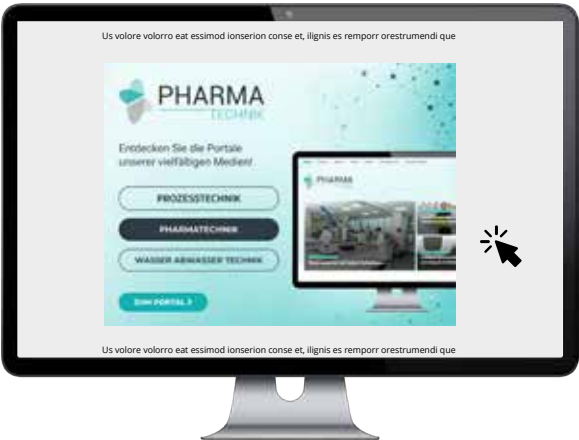 Us volore volorro eat essimod ionserion conse et, ilignis es remporr orestrumendi que
PHARMA
TECHNIK
Entdecken Sie die Portale
unserer vielfältigen Medien!
PROZESSTECHNIK
PHARMATECHNIK
WASSER ABWASSER TECHNIK
ZUM PORTAL
PHARMA
Us volore volorro eat essimod ionserion conse et, ilignis es remporr orestrumendi que